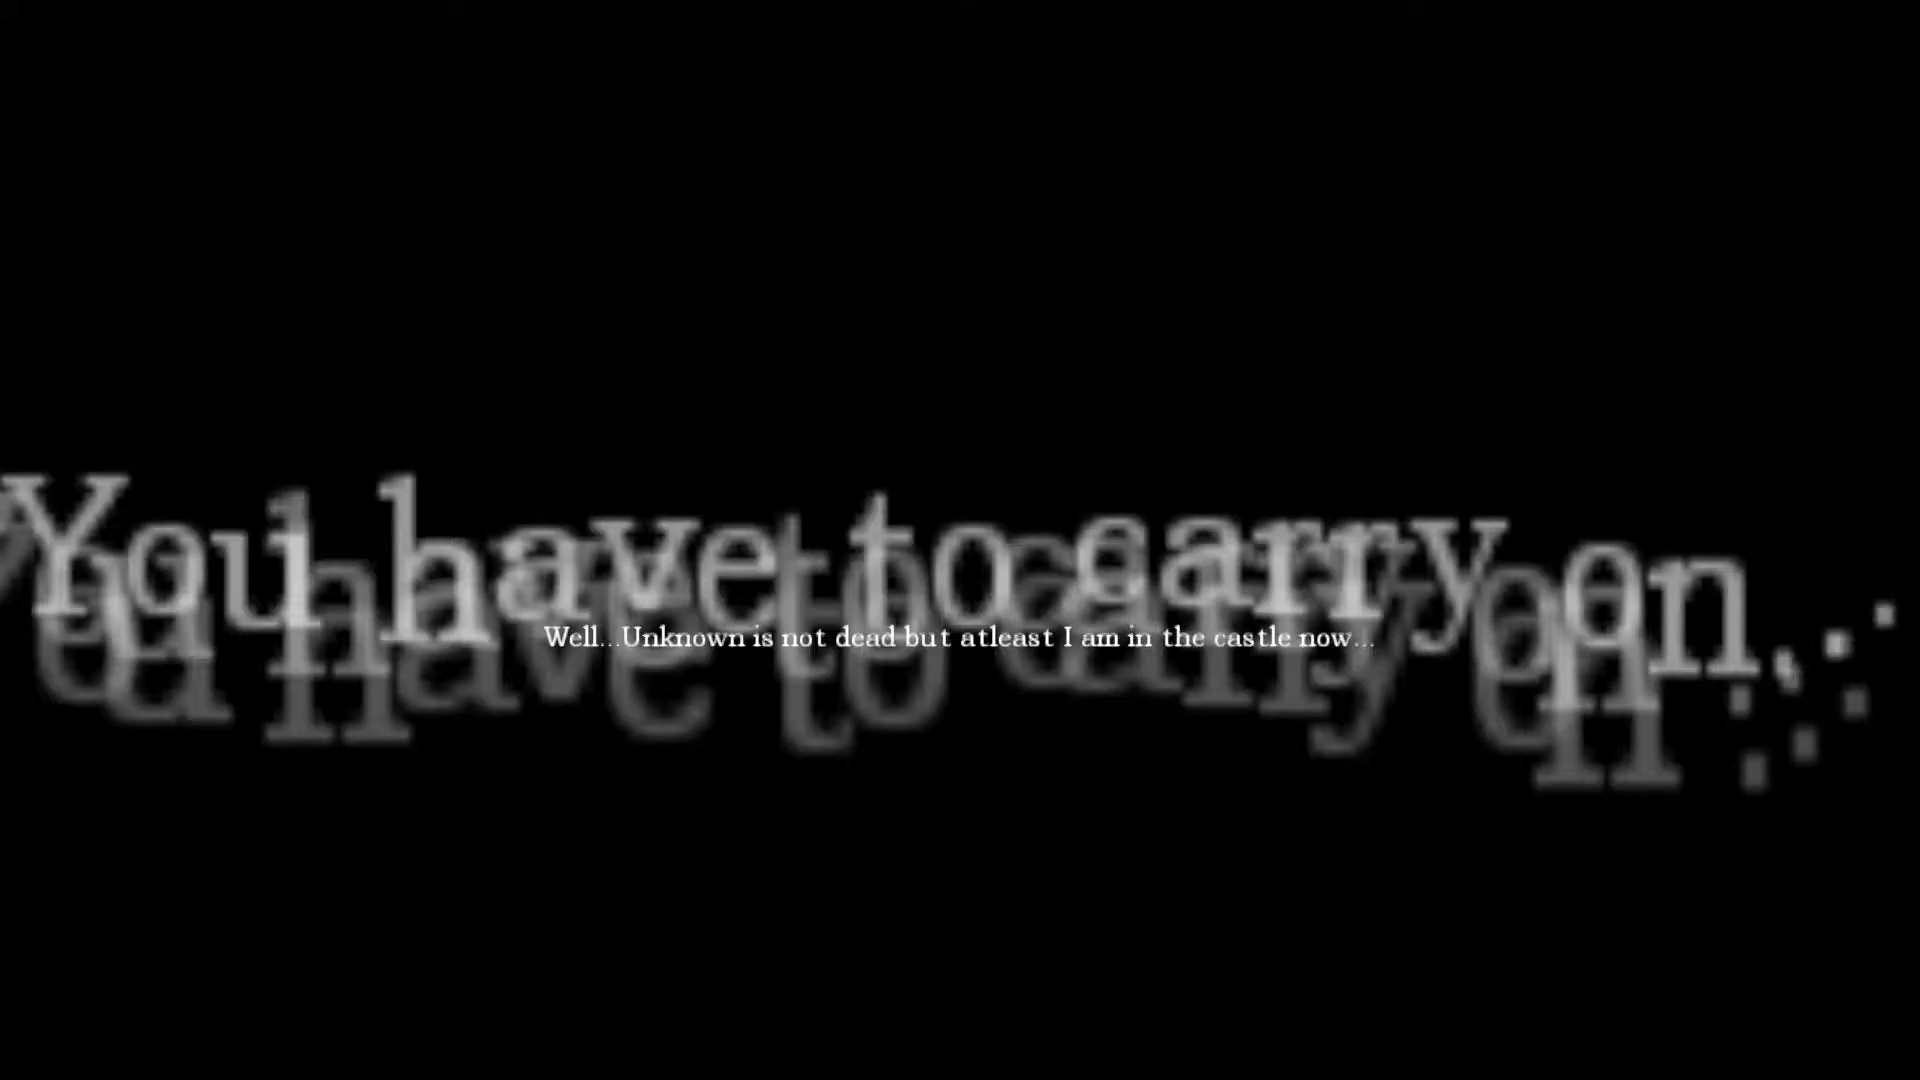 You have to carry on...
Well...Unknown is not dead but atleast I am in the castle now...